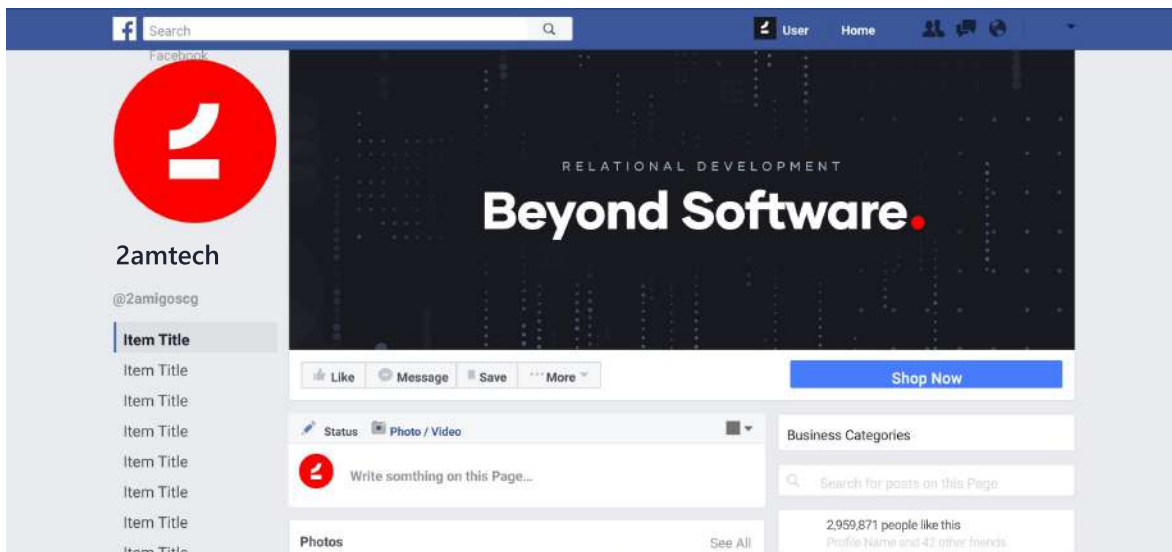 f Search User Home
Facebook
RELATIONAL DEVELOPMENT
Beyond Software.
2amtech
@2amigoscg
Item Title
Item Title
Item Title
Item Title
Item Title
Item Title
Item Title
Item Title
Like Message Save ··· More
Shop Now
Status Photo / Video
Write somthing on this Page...
Photos See All
Business Categories
Search for posts on this Page
2,959,871 people like this
Profile Name and 42 other friends